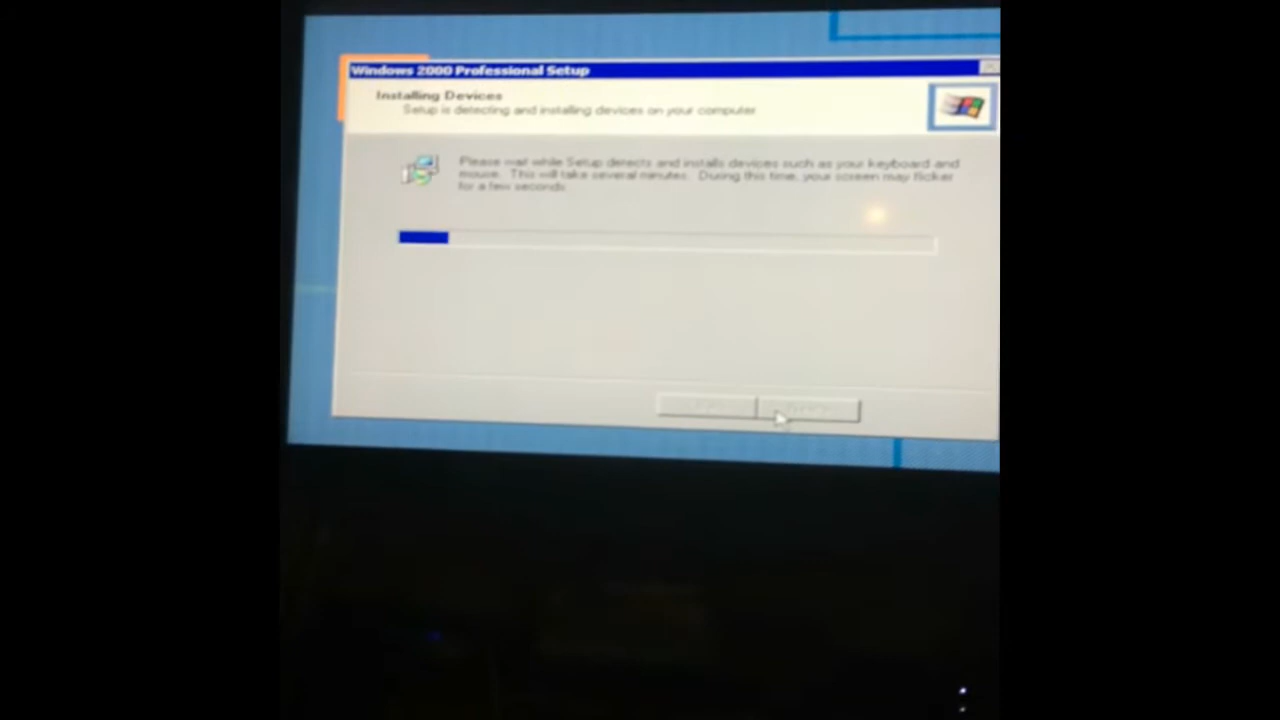 Windows 2000 Professional Setup
Installing Devices
Setup is detecting and installing devices on your computer
Please wait while Setup detects and installs devices such as your keyboard and
mouse. This will take several minutes. During this time, your screen may flicker
for a few seconds.